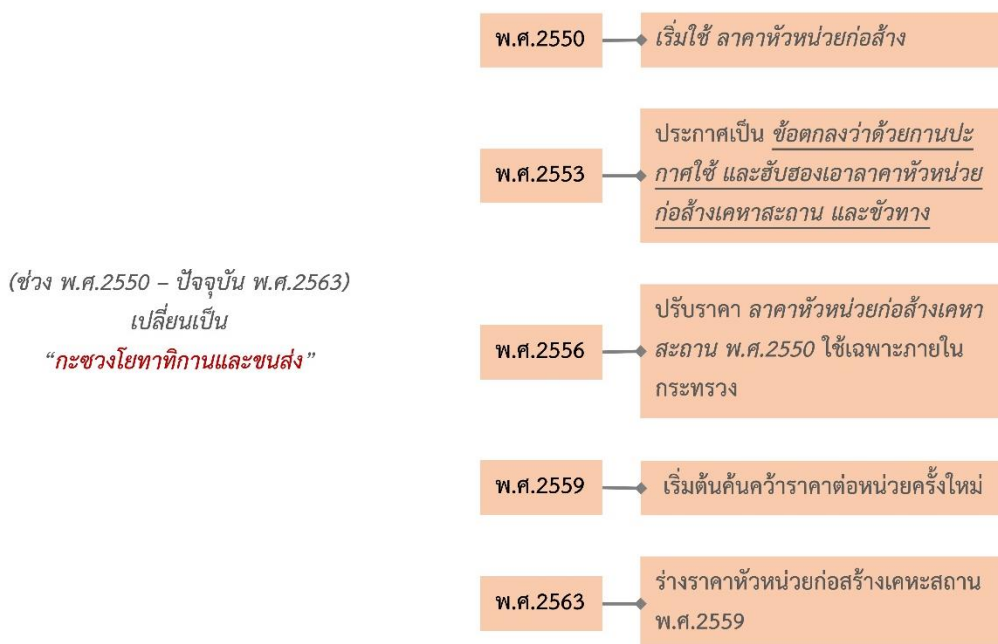 พ.ศ.2550
เริ่มใช้ ลาคาหัวหน่วยก่อส้าง
พ.ศ.2553
ประกาศเป็น ข้อตกลงว่าด้วยกานปะ
กาศใช้ และฮับฮองเอาลาคาหัวหน่วย
ก่อส้างเคหาสะถาน และขัวทาง
(ช่วง พ.ศ.2550 – ปัจจุบัน พ.ศ.2563)
เปลี่ยนเป็น
“กะซวงโยทาทิกานและขนส่ง”
พ.ศ.2556
ปรับราคา ลาคาหัวหน่วยก่อส้างเคหา
สะถาน พ.ศ.2550 ใช้เฉพาะภายใน
กระทรวง
พ.ศ.2559
เริ่มต้นค้นคว้าราคาต่อหน่วยครั้งใหม่
พ.ศ.2563
ร่างราคาหัวหน่วยก่อสร้างเคหะสถาน
พ.ศ.2559